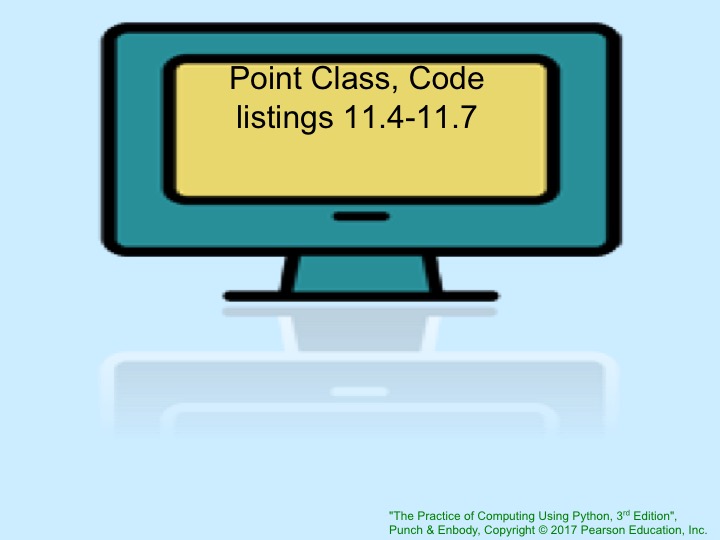 Point Class, Code
listings 11.4-11.7
"The Practice of Computing Using Python, 3rd Edition",
Punch & Enbody, Copyright © 2017 Pearson Education, Inc.